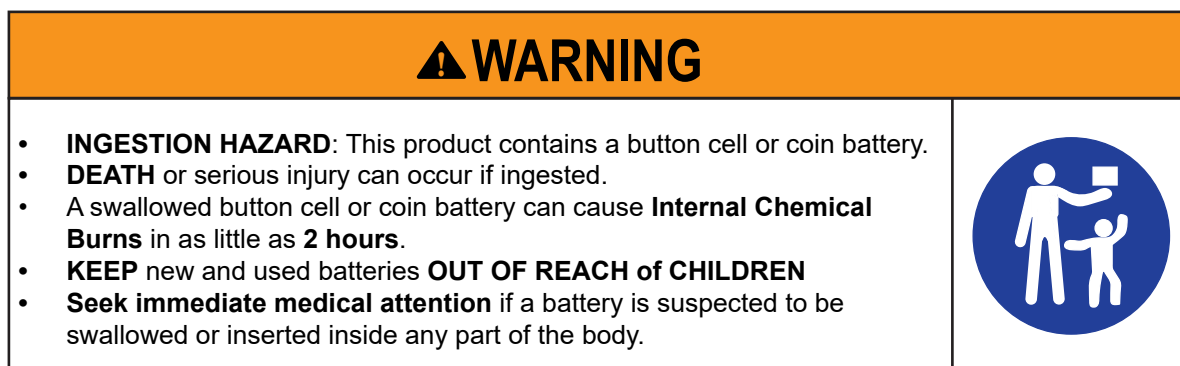 WARNING
• INGESTION HAZARD: This product contains a button cell or coin battery.
• DEATH or serious injury can occur if ingested.
• A swallowed button cell or coin battery can cause Internal Chemical
Burns in as little as 2 hours.
• KEEP new and used batteries OUT OF REACH of CHILDREN
• Seek immediate medical attention if a battery is suspected to be
swallowed or inserted inside any part of the body.